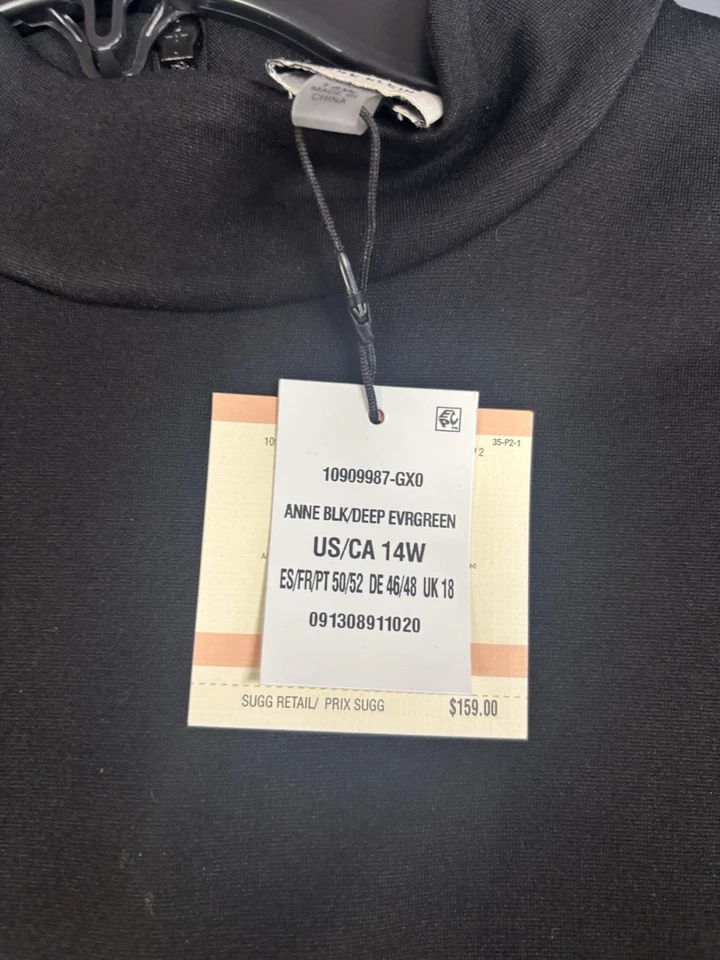 MADE IN
CHINA
35-P2-1
10909987-GX0
ANNE BLK/DEEP EVRGREEN
US/CA 14W
ES/FR/PT 50/52 DE 46/48 UK 18
091308911020
SUGG RETAIL/ PRIX SUGG
$159.00